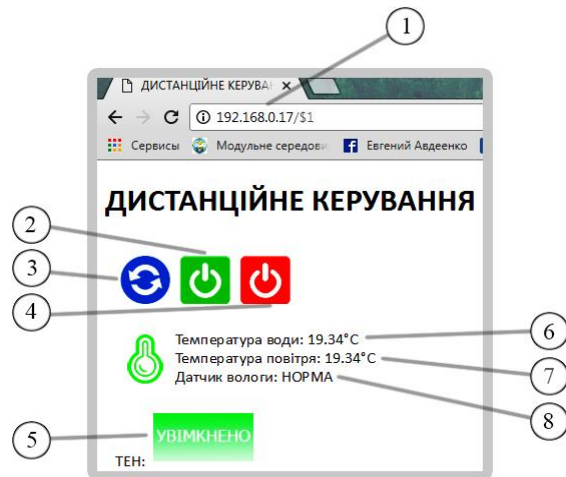 1
ДИСТАНЦІЙНЕ КЕРУВА
192.168.0.17/$1
Сервисы Модульне середови Евгений Авдеенко
ДИСТАНЦІЙНЕ КЕРУВАННЯ
2
3
4
Температура води: 19.34°C
6
Температура повітря: 19.34°C
7
Датчик вологи: НОРМА
8
5
УВІМКНЕНО
ТЕН: